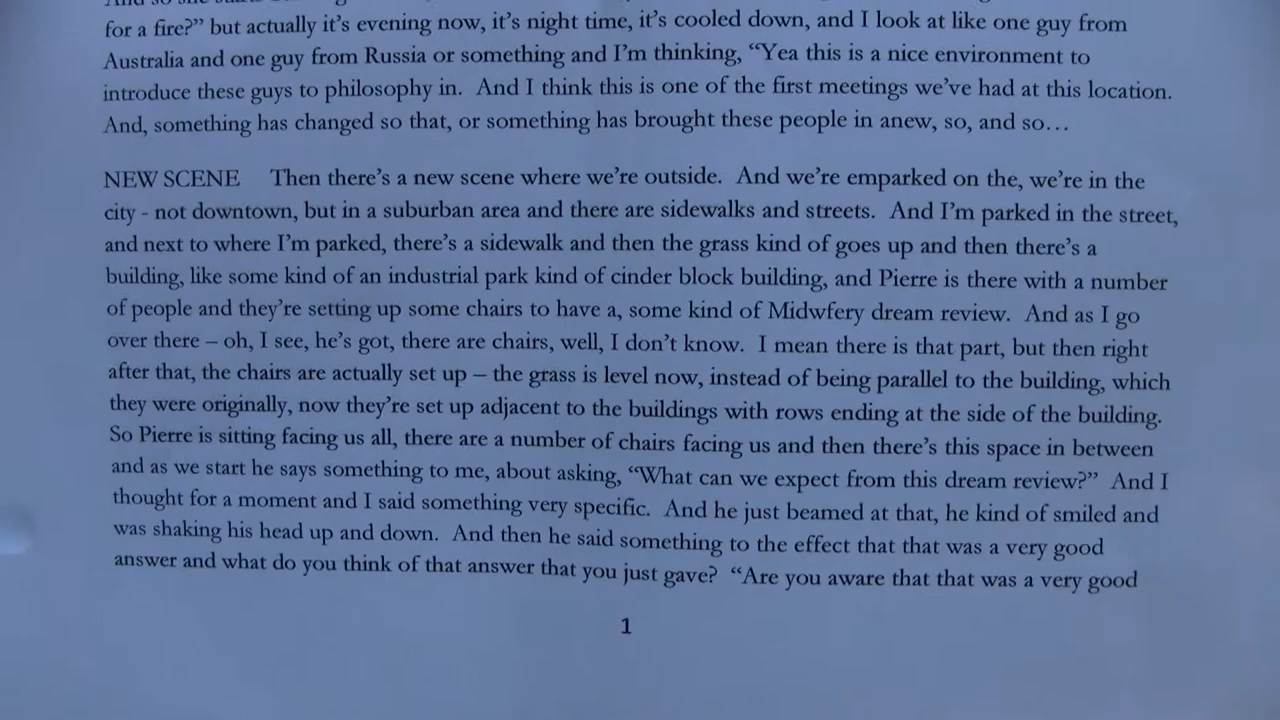 for a fire?” but actually it’s evening now, it’s night time, it’s cooled down, and I look at like one guy from
Australia and one guy from Russia or something and I’m thinking, “Yea this is a nice environment to
introduce these guys to philosophy in.  And I think this is one of the first meetings we’ve had at this location.
And, something has changed so that, or something has brought these people in anew, so, and so…
NEW SCENE    Then there’s a new scene where we’re outside.  And we’re emparked on the, we’re in the
city - not downtown, but in a suburban area and there are sidewalks and streets.  And I’m parked in the street,
and next to where I’m parked, there’s a sidewalk and then the grass kind of goes up and then there’s a
building, like some kind of an industrial park kind of cinder block building, and Pierre is there with a number
of people and they’re setting up some chairs to have a, some kind of Midwfery dream review.  And as I go
over there – oh, I see, he’s got, there are chairs, well, I don’t know.  I mean there is that part, but then right
after that, the chairs are actually set up – the grass is level now, instead of being parallel to the building, which
they were originally, now they’re set up adjacent to the buildings with rows ending at the side of the building.
So Pierre is sitting facing us all, there are a number of chairs facing us and then there’s this space in between
and as we start he says something to me, about asking, “What can we expect from this dream review?”  And I
thought for a moment and I said something very specific.  And he just beamed at that, he kind of smiled and
was shaking his head up and down.  And then he said something to the effect that that was a very good
answer and what do you think of that answer that you just gave?  “Are you aware that that was a very good
1